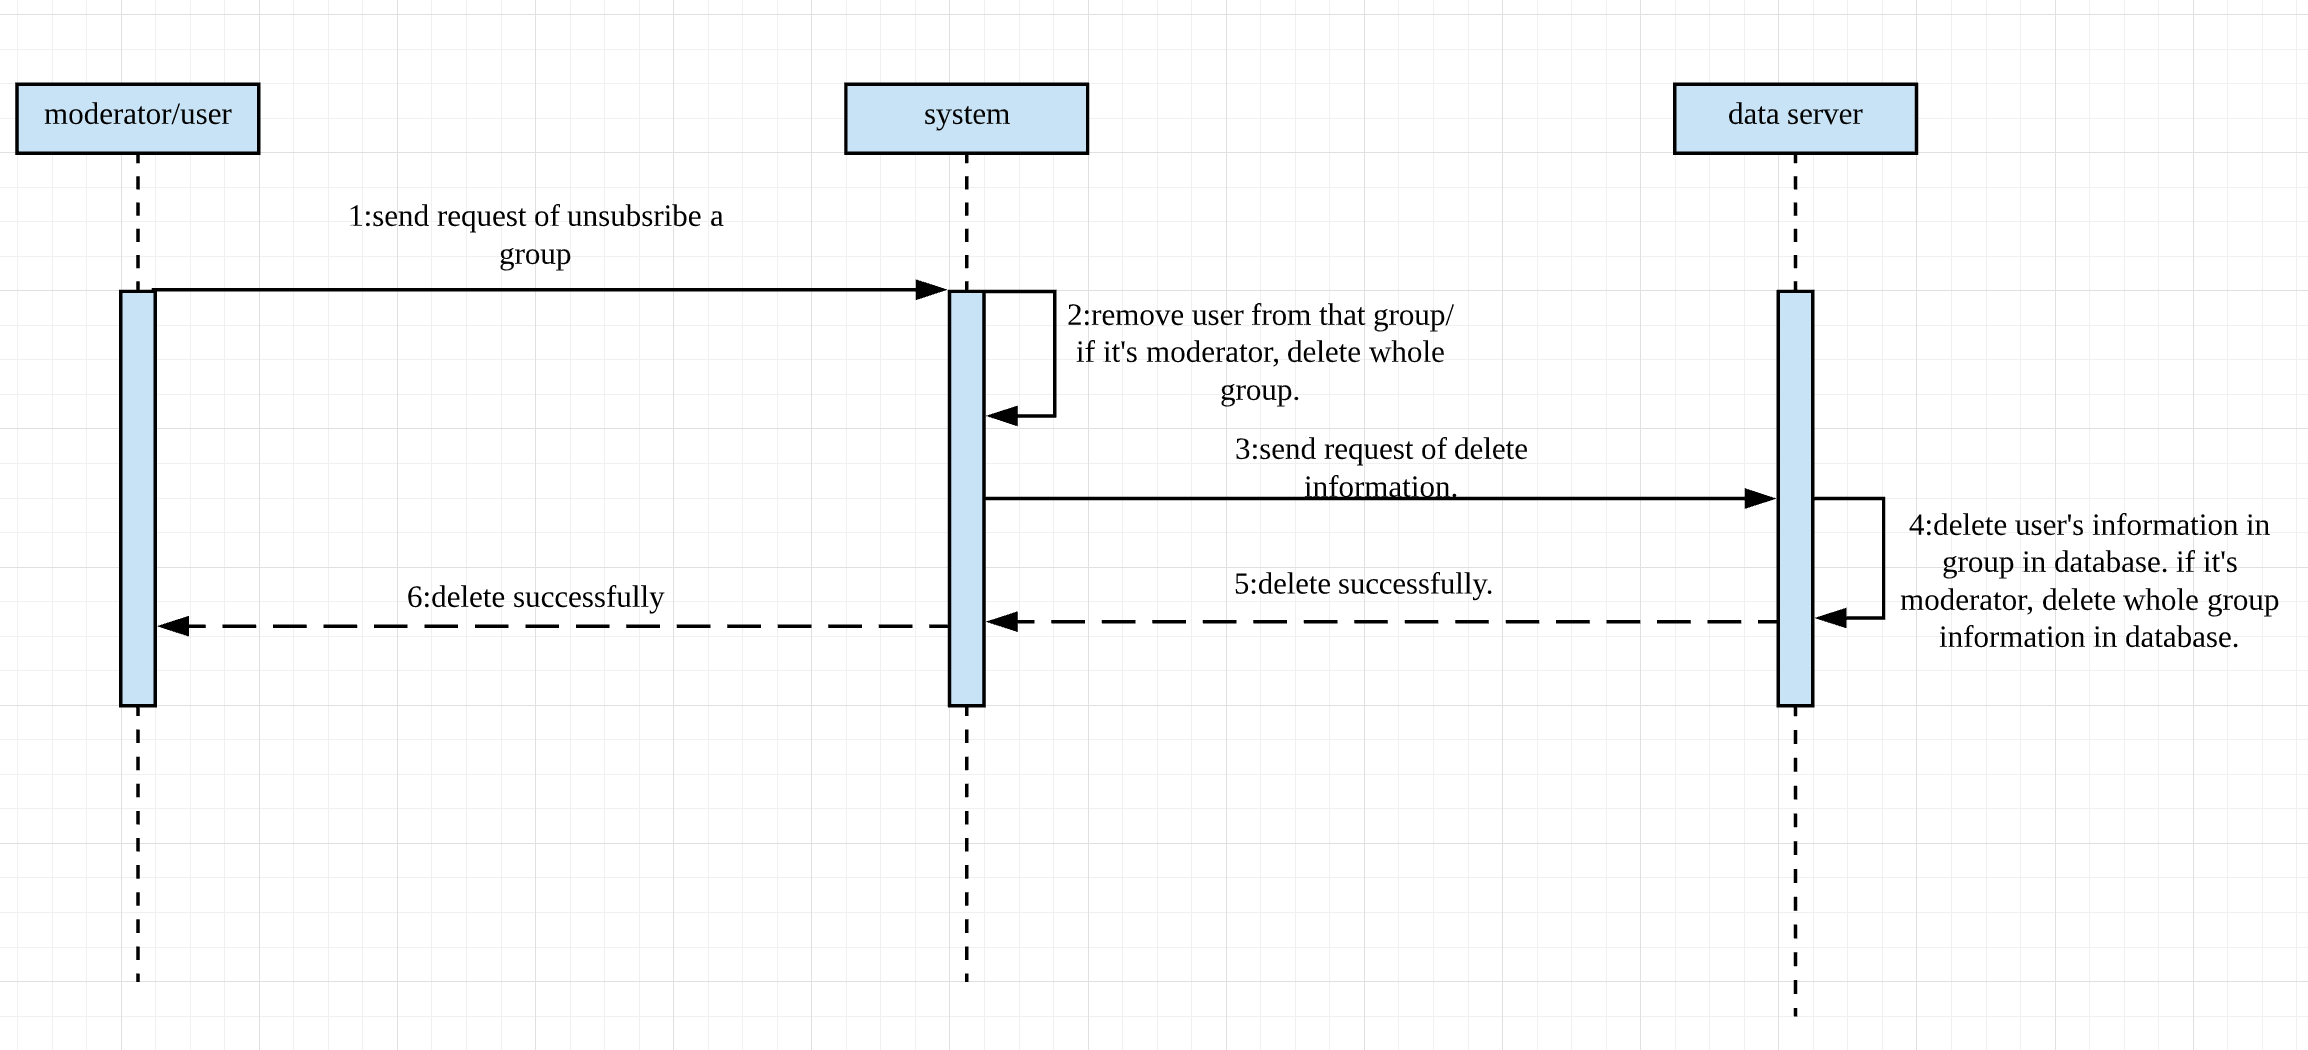 moderator/user
system
data server
1:send request of unsubsribe a
group
2:remove user from that group/
if it's moderator, delete whole
group.
3:send request of delete
information.
4:delete user's information in
group in database. if it's
moderator, delete whole group
information in database.
5:delete successfully.
6:delete successfully